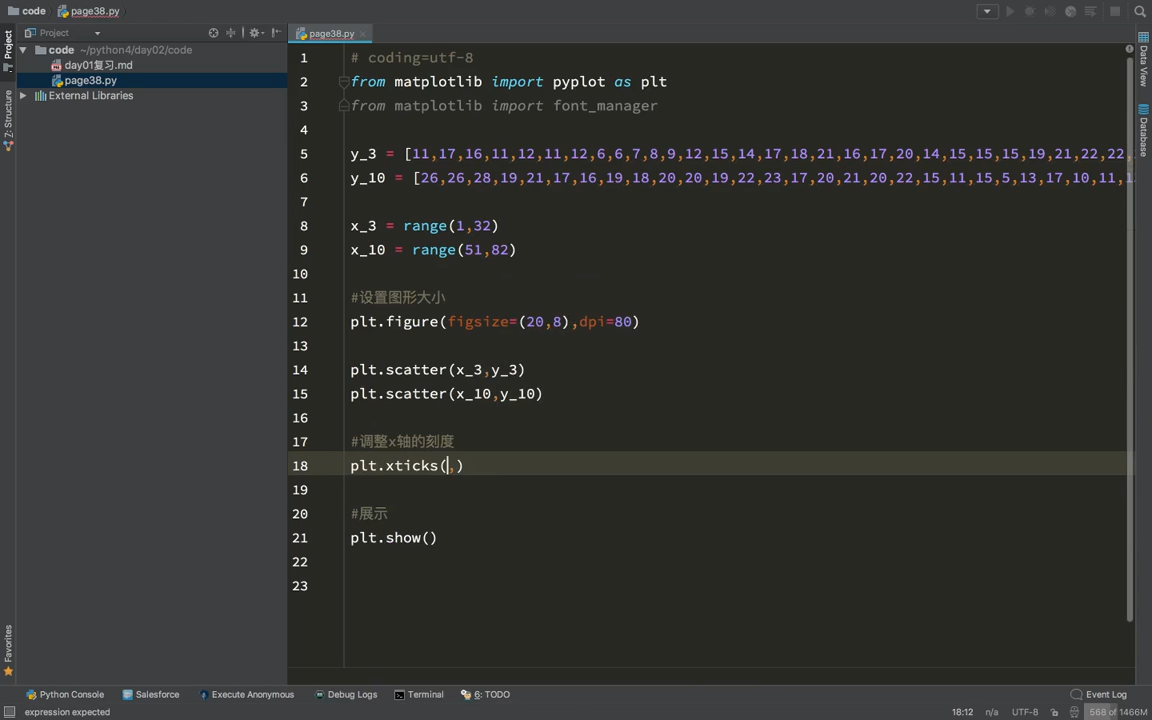 code
page38.py
Project
page38.py
code ~/python4/day02/code
day01复习.md
page38.py
External Libraries
Project
Z: Structure
Favorites
Data View
Database
1 # coding=utf-8
2 from matplotlib import pyplot as plt
3 from matplotlib import font_manager
4
5 y_3 = [11,17,16,11,12,11,12,6,6,7,8,9,12,15,14,17,18,21,16,17,20,14,15,15,15,19,21,22,22,
6 y_10 = [26,26,28,19,21,17,16,19,18,20,20,19,22,23,17,20,21,20,22,15,11,15,5,13,17,10,11,1
7
8 x_3 = range(1,32)
9 x_10 = range(51,82)
10
11 #设置图形大小
12 plt.figure(figsize=(20,8),dpi=80)
13
14 plt.scatter(x_3,y_3)
15 plt.scatter(x_10,y_10)
16
17 #调整x轴的刻度
18 plt.xticks(,)
19
20 #展示
21 plt.show()
22
23
Python Console Salesforce Execute Anonymous Debug Logs Terminal 6: TODO Event Log
expression expected 18:12 n/a UTF-8 568 of 1466M